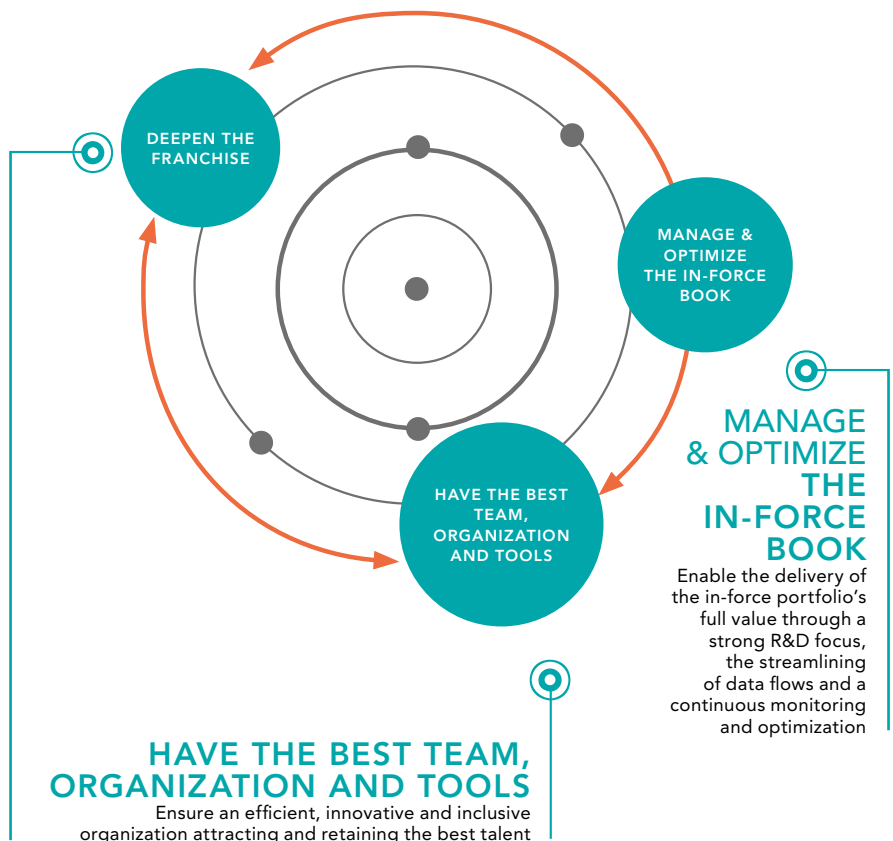 DEEPEN THE
FRANCHISE
MANAGE &
OPTIMIZE
THE IN-FORCE
BOOK
HAVE THE BEST
TEAM,
ORGANIZATION
AND TOOLS
MANAGE
& OPTIMIZE
THE
IN-FORCE
BOOK
Enable the delivery of
the in-force portfolio’s
full value through a
strong R&D focus,
the streamlining
of data flows and a
continuous monitoring
and optimization
HAVE THE BEST TEAM,
ORGANIZATION AND TOOLS
Ensure an efficient, innovative and inclusive
organization attracting and retaining the best talent